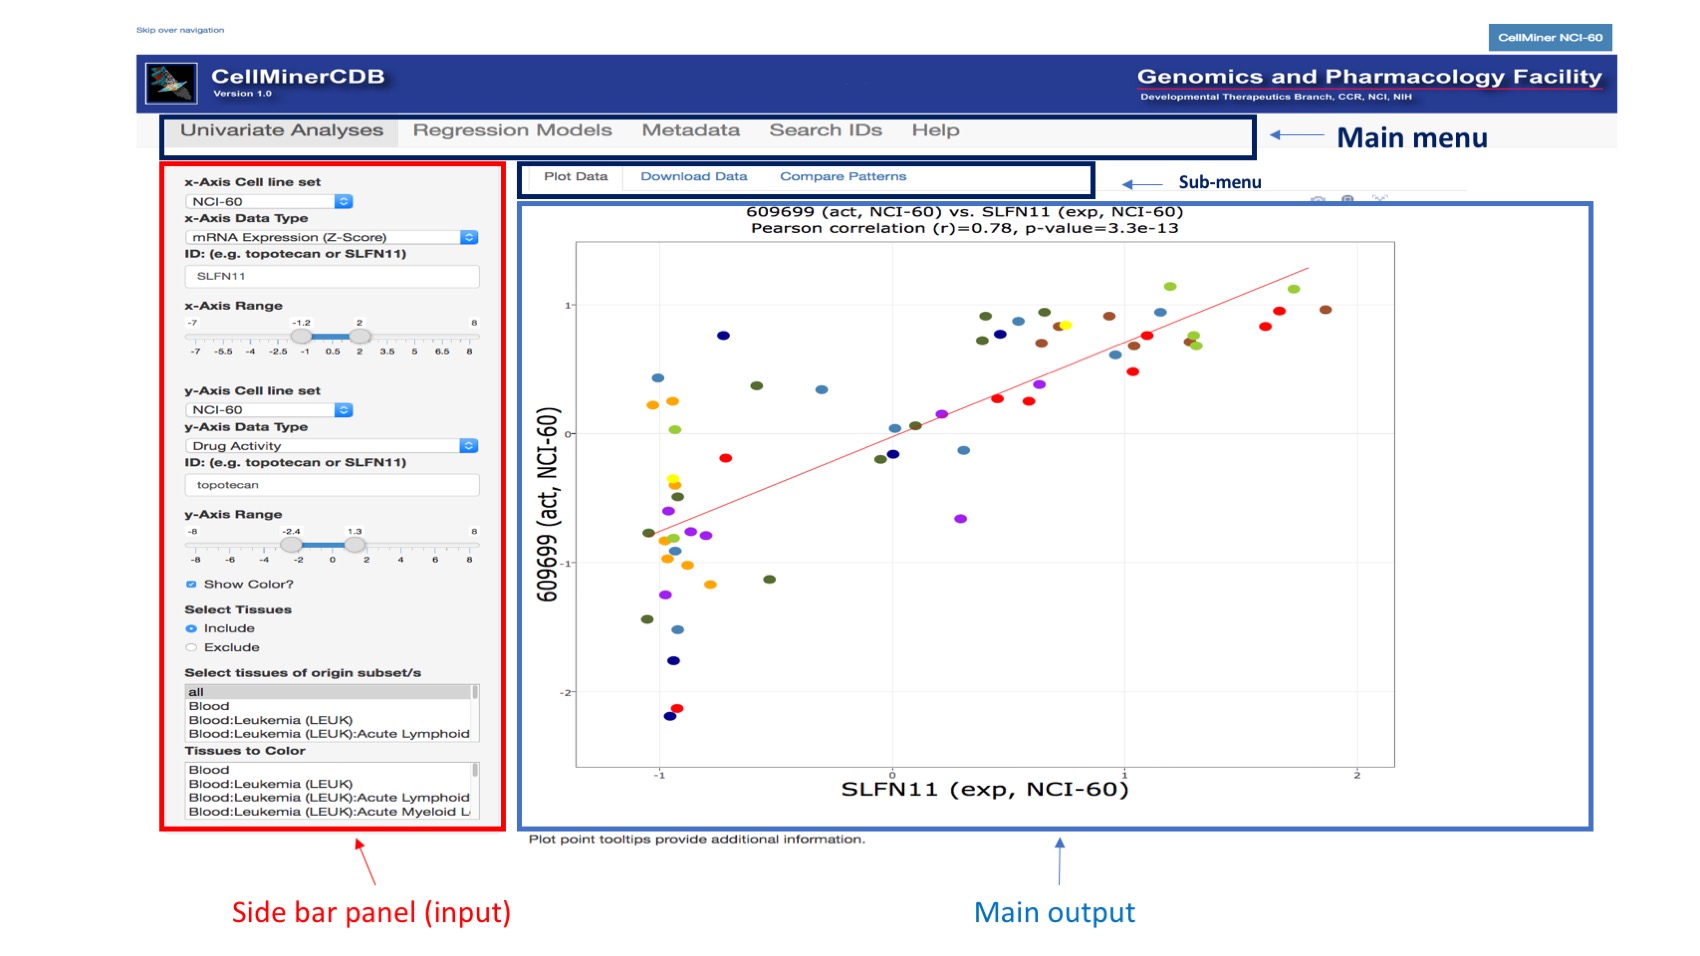 Skip over navigation
CellMiner NCI-60
CellMinerCDB
Version 1.0
Genomics and Pharmacology Facility
Developmental Therapeutics Branch, CCR, NCI, NIH
Univariate Analyses Regression Models Metadata Search IDs Help
Main menu
Plot Data Download Data Compare Patterns
Sub-menu
x-Axis Cell line set
NCI-60
x-Axis Data Type
mRNA Expression (Z-Score)
ID: (e.g. topotecan or SLFN11)
SLFN11
x-Axis Range
-7 -1.2 2 8
-7 -5.5 -4 -2.5 -1 0.5 2 3.5 5 6.5 8
y-Axis Cell line set
NCI-60
y-Axis Data Type
Drug Activity
ID: (e.g. topotecan or SLFN11)
topotecan
y-Axis Range
-8 -2.4 1.3 8
-8 -6 -4 -2 0 2 4 6 8
Show Color?
Select Tissues
Include
Exclude
Select tissues of origin subset/s
all
Blood
Blood:Leukemia (LEUK)
Blood:Leukemia (LEUK):Acute Lymphoid
Tissues to Color
Blood
Blood:Leukemia (LEUK)
Blood:Leukemia (LEUK):Acute Lymphoid
Blood:Leukemia (LEUK):Acute Myeloid L
609699 (act, NCI-60) vs. SLFN11 (exp, NCI-60)
Pearson correlation (r)=0.78, p-value=3.3e-13
609699 (act, NCI-60)
1
0
-1
-2
-1 0 1 2
SLFN11 (exp, NCI-60)
Plot point tooltips provide additional information.
Side bar panel (input)
Main output